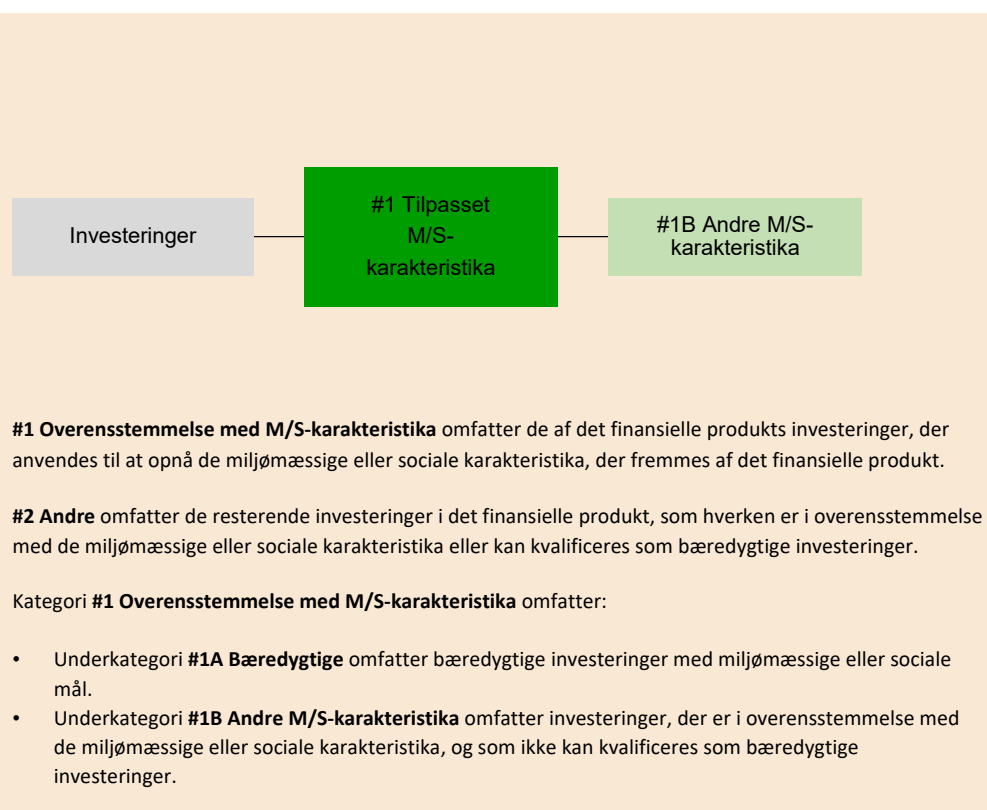 Investeringer
#1 Tilpasset
M/S-
karakteristika
#1B Andre M/S-
karakteristika
#1 Overensstemmelse med M/S-karakteristika omfatter de af det finansielle produkts investeringer, der
anvendes til at opnå de miljømæssige eller sociale karakteristika, der fremmes af det finansielle produkt.
#2 Andre omfatter de resterende investeringer i det finansielle produkt, som hverken er i overensstemmelse
med de miljømæssige eller sociale karakteristika eller kan kvalificeres som bæredygtige investeringer.
Kategori #1 Overensstemmelse med M/S-karakteristika omfatter:
• Underkategori #1A Bæredygtige omfatter bæredygtige investeringer med miljømæssige eller sociale
mål.
• Underkategori #1B Andre M/S-karakteristika omfatter investeringer, der er i overensstemmelse med
de miljømæssige eller sociale karakteristika, og som ikke kan kvalificeres som bæredygtige
investeringer.